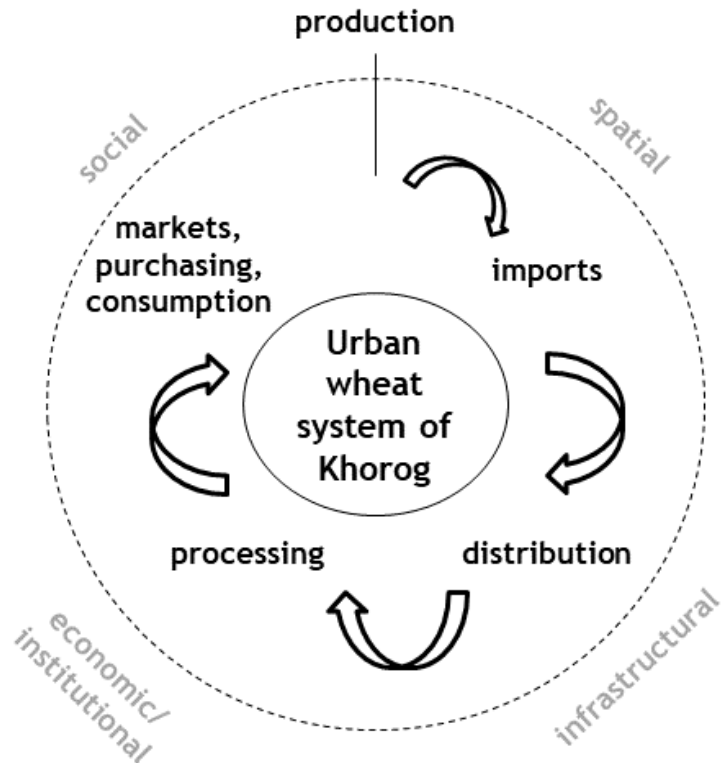 production
social
spatial
markets,
purchasing,
consumption
imports
Urban
wheat
system of
Khorog
processing
distribution
economic/
institutional
infrastructural